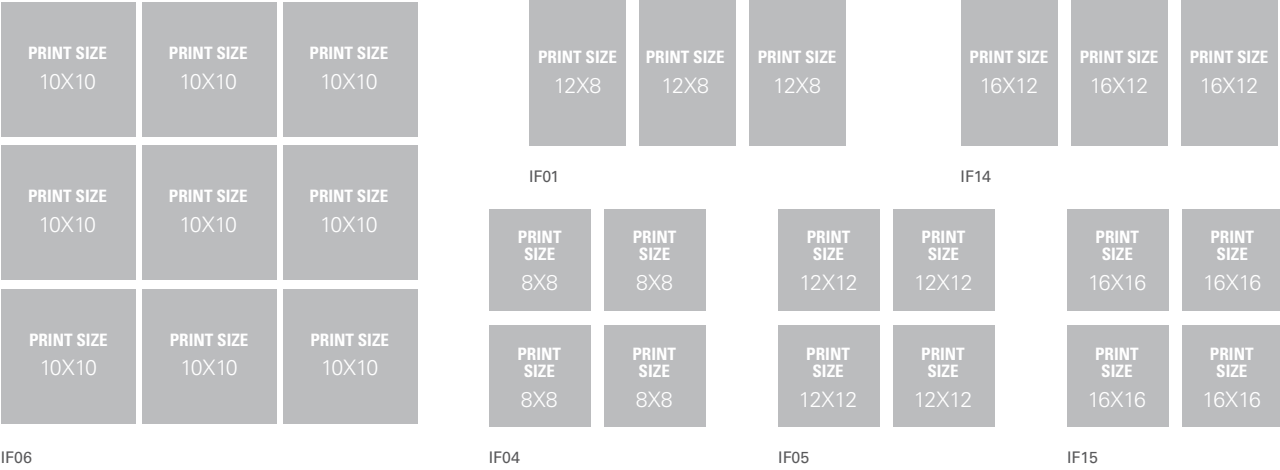 PRINT SIZE
10X10
PRINT SIZE
10X10
PRINT SIZE
10X10
PRINT SIZE
10X10
PRINT SIZE
10X10
PRINT SIZE
10X10
PRINT SIZE
10X10
PRINT SIZE
10X10
PRINT SIZE
10X10
IF06
PRINT SIZE
12X8
PRINT SIZE
12X8
PRINT SIZE
12X8
IF01
PRINT SIZE
16X12
PRINT SIZE
16X12
PRINT SIZE
16X12
IF14
PRINT
SIZE
8X8
PRINT
SIZE
8X8
PRINT
SIZE
8X8
PRINT
SIZE
8X8
IF04
PRINT
SIZE
12X12
PRINT
SIZE
12X12
PRINT
SIZE
12X12
PRINT
SIZE
12X12
IF05
PRINT
SIZE
16X16
PRINT
SIZE
16X16
PRINT
SIZE
16X16
PRINT
SIZE
16X16
IF15